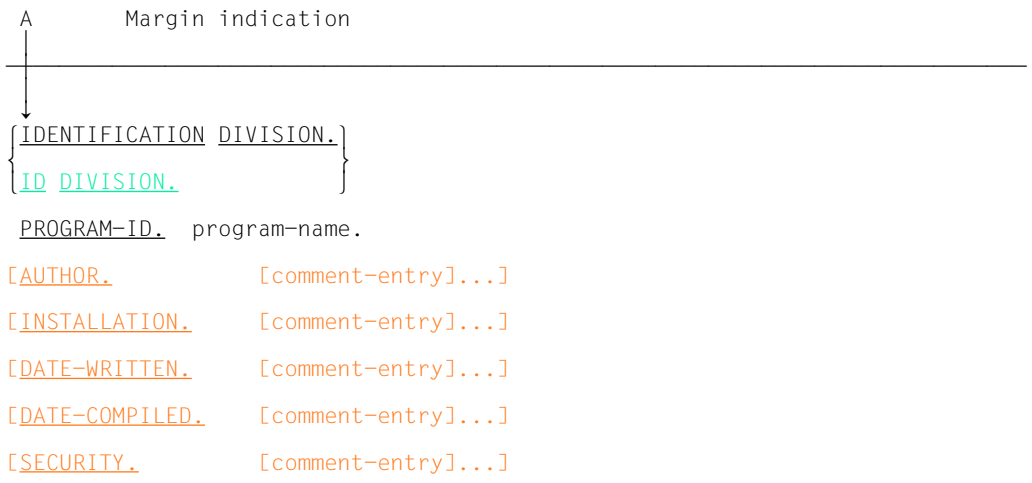 A Margin indication
IDENTIFICATION DIVISION.
ID DIVISION.
PROGRAM-ID. program-name.
[AUTHOR. [comment-entry]...]
[INSTALLATION. [comment-entry]...]
[DATE-WRITTEN. [comment-entry]...]
[DATE-COMPILED. [comment-entry]...]
[SECURITY. [comment-entry]...]